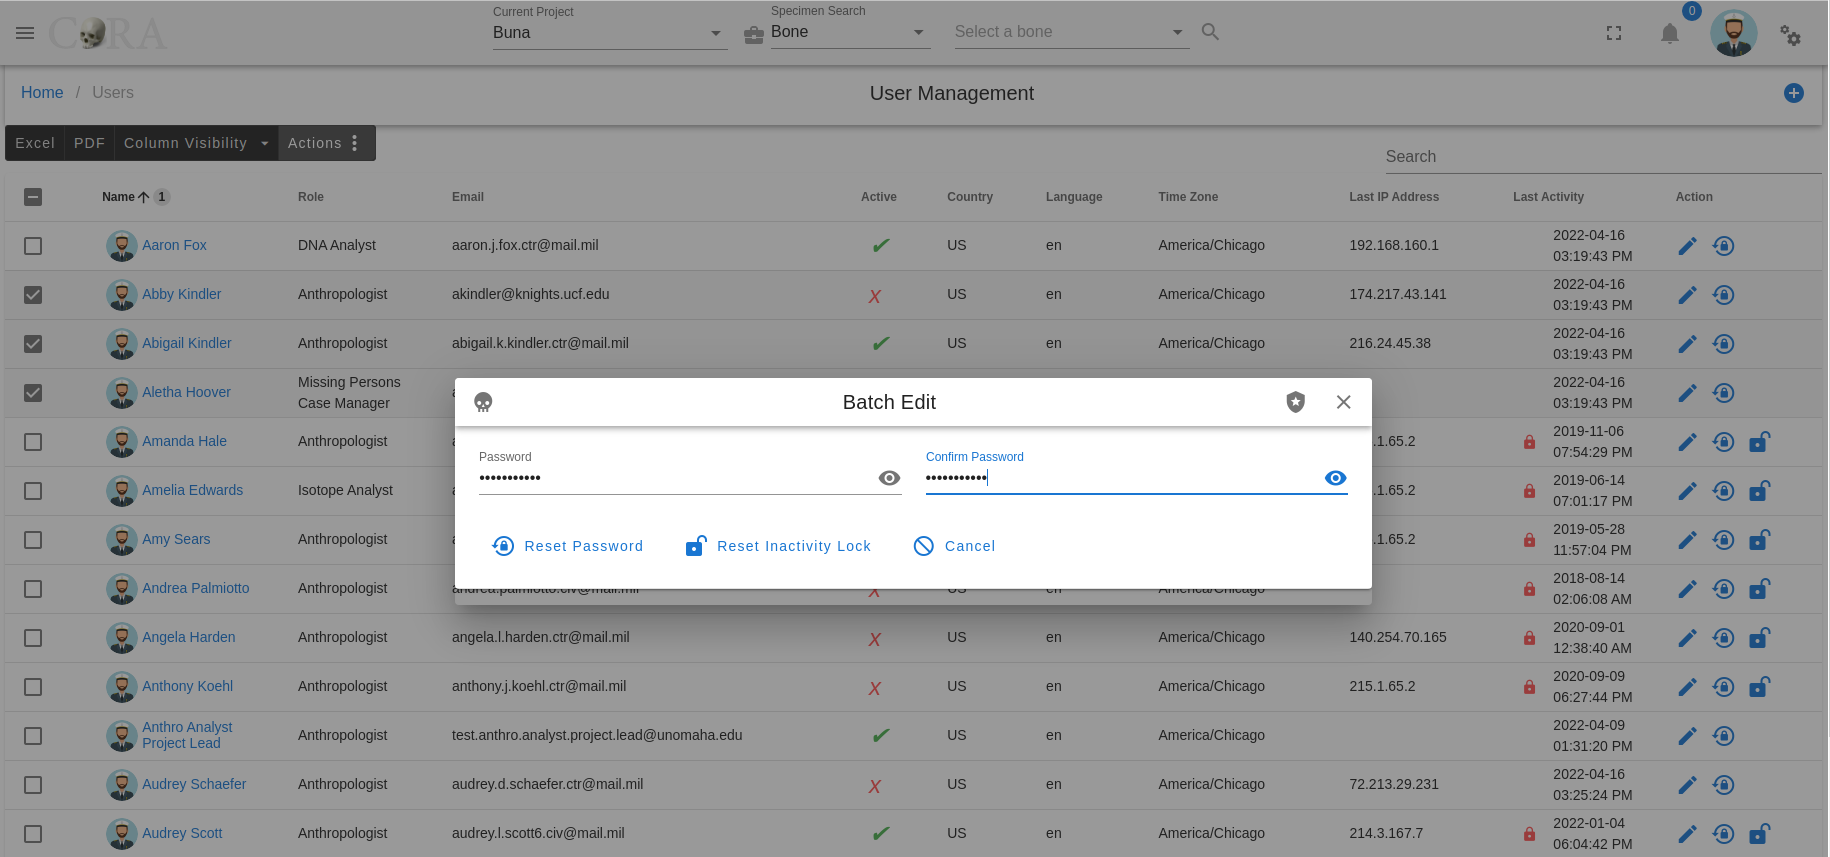 Current Project
Specimen Search
0
CORA
Buna
Bone
Select a bone
Home / Users
User Management
Excel PDF Column Visibility Actions
Search
Name 1 Role Email Active Country Language Time Zone Last IP Address Last Activity Action
Aaron Fox DNA Analyst aaron.j.fox.ctr@mail.mil US en America/Chicago 192.168.160.1 2022-04-16
03:19:43 PM
Abby Kindler Anthropologist akindler@knights.ucf.edu X US en America/Chicago 174.217.43.141 2022-04-16
03:19:43 PM
Abigail Kindler Anthropologist abigail.k.kindler.ctr@mail.mil US en America/Chicago 216.24.45.38 2022-04-16
03:19:43 PM
Aletha Hoover Missing Persons 2022-04-16
Case Manager 03:19:43 PM
Batch Edit
Amanda Hale Anthropologist .1.65.2 2019-11-06
07:54:29 PM
Password
Confirm Password
•••••••••••
•••••••••••
Amelia Edwards Isotope Analyst .1.65.2 2019-06-14
07:01:17 PM
Amy Sears Anthropologist .1.65.2 2019-05-28
11:57:04 PM
Reset Password Reset Inactivity Lock Cancel
Andrea Palmiotto Anthropologist andrea.palmiotto.civ@mail.mil X US en America/Chicago 2018-08-14
02:06:08 AM
Angela Harden Anthropologist angela.l.harden.ctr@mail.mil X US en America/Chicago 140.254.70.165 2020-09-01
12:38:40 AM
Anthony Koehl Anthropologist anthony.j.koehl.ctr@mail.mil X US en America/Chicago 215.1.65.2 2020-09-09
06:27:44 PM
Anthro Analyst Anthropologist test.anthro.analyst.project.lead@unomaha.edu US en America/Chicago 2022-04-09
Project Lead 01:31:20 PM
Audrey Schaefer Anthropologist audrey.d.schaefer.ctr@mail.mil X US en America/Chicago 72.213.29.231 2022-04-16
03:25:24 PM
Audrey Scott Anthropologist audrey.l.scott6.civ@mail.mil US en America/Chicago 214.3.167.7 2022-01-04
06:04:42 PM